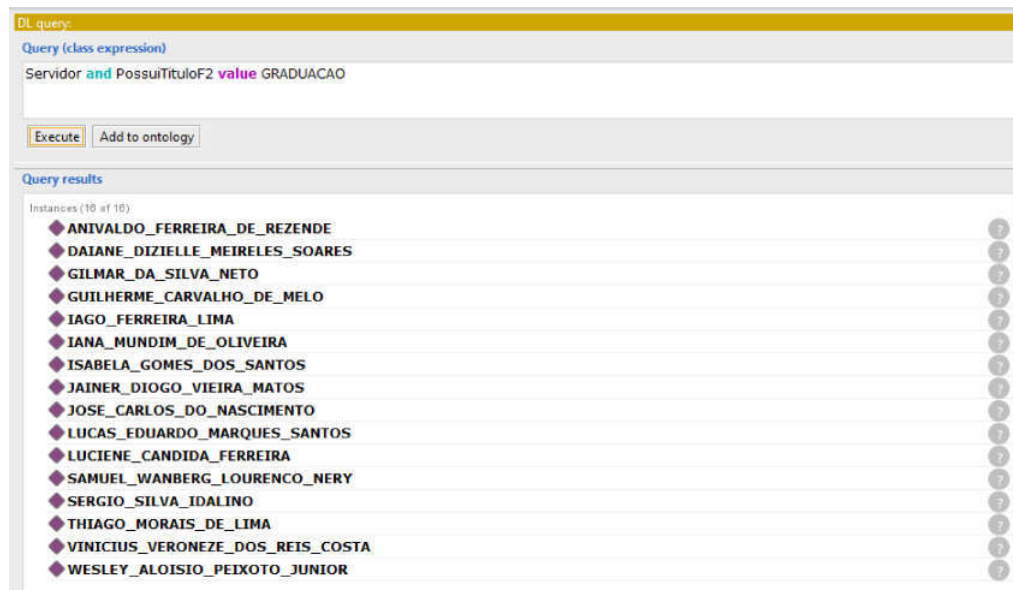 DL query:
Query (class expression)
Servidor and PossuiTituloF2 value GRADUACAO
Execute Add to ontology
Query results
Instances (16 of 16)
ANIVALDO_FERREIRA_DE_REZENDE
DAIANE_DIZIELLE_MEIRELES_SOARES
GILMAR_DA_SILVA_NETO
GUILHERME_CARVALHO_DE_MELO
IAGO_FERREIRA_LIMA
IANA_MUNDIM_DE_OLIVEIRA
ISABELA_GOMES_DOS_SANTOS
JAINER_DIOGO_VIEIRA_MATOS
JOSE_CARLOS_DO_NASCIMENTO
LUCAS_EDUARDO_MARQUES_SANTOS
LUCIENE_CANDIDA_FERREIRA
SAMUEL_WANBERG_LOURENCO_NERY
SERGIO_SILVA_IDALINO
THIAGO_MORAIS_DE_LIMA
VINICIUS_VERONEZE_DOS_REIS_COSTA
WESLEY_ALOISIO_PEIXOTO_JUNIOR